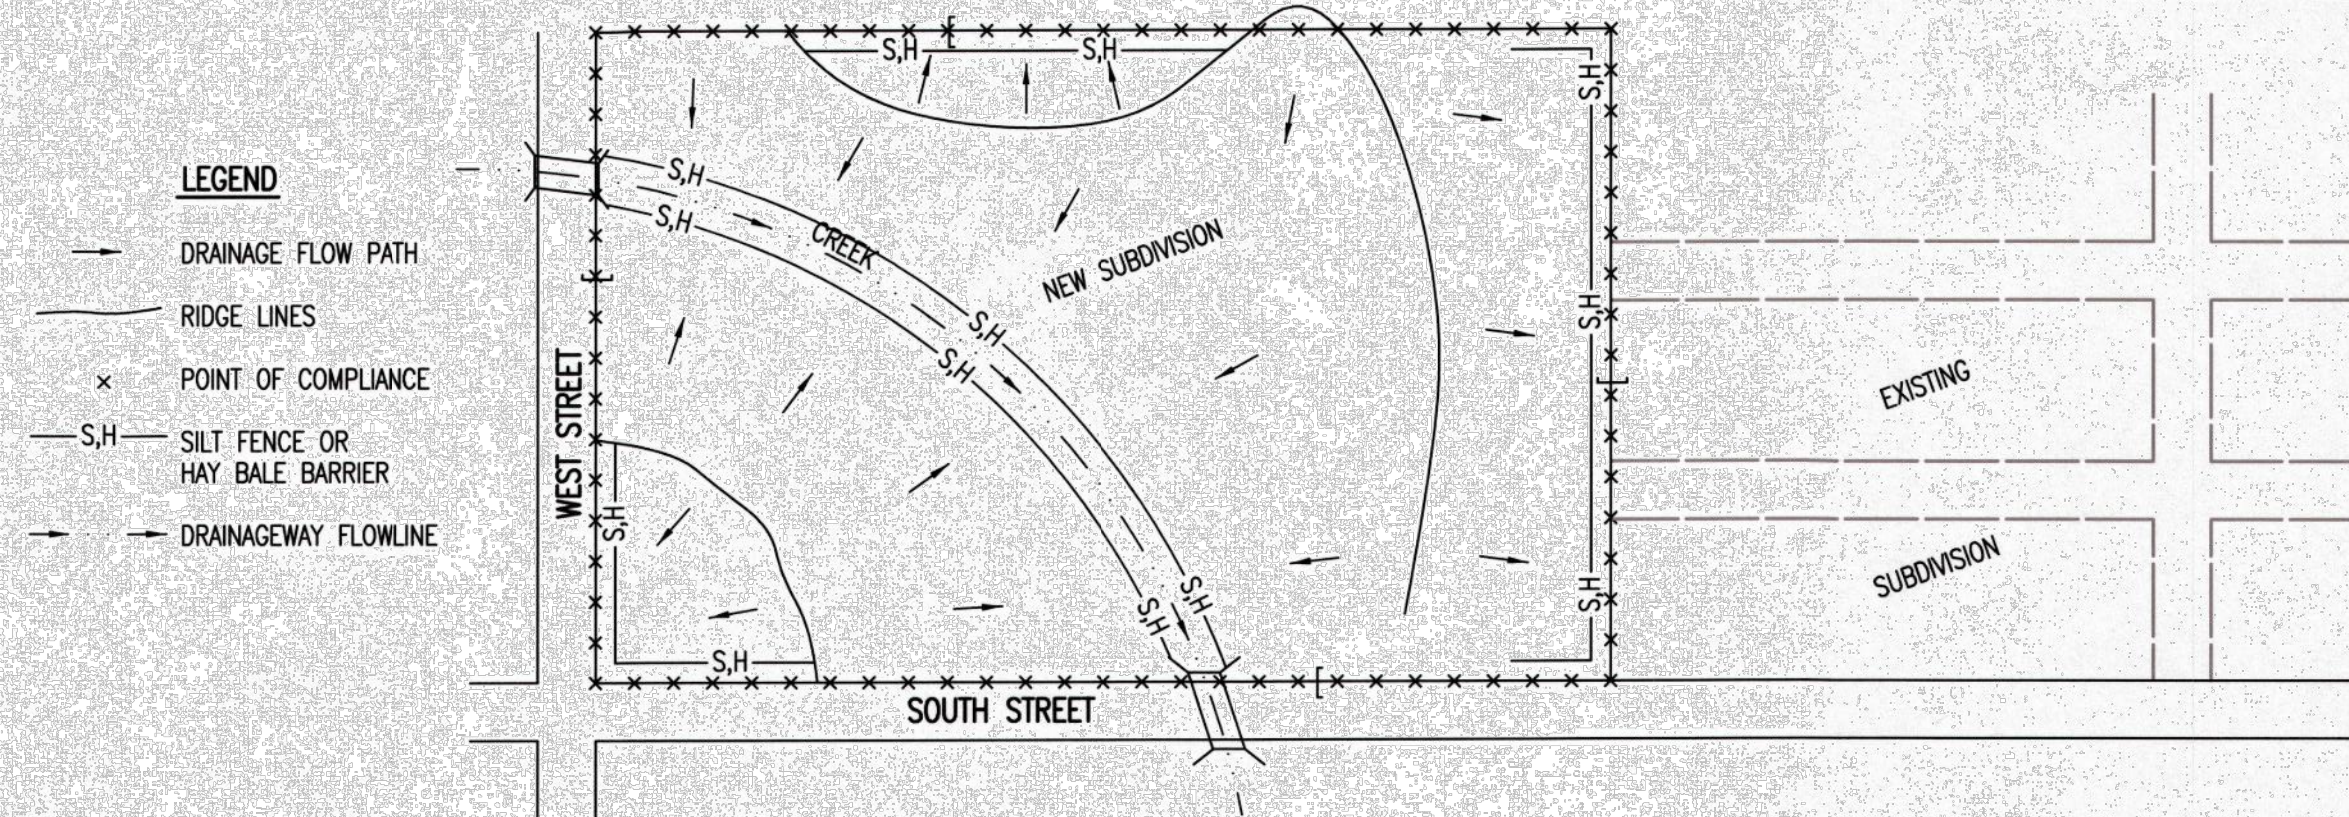 LEGEND
DRAINAGE FLOW PATH
RIDGE LINES
× POINT OF COMPLIANCE
S,H SILT FENCE OR
HAY BALE BARRIER
DRAINAGEWAY FLOWLINE
WEST STREET
SOUTH STREET
S,H
S,H
S,H
S,H
CREEK
NEW SUBDIVISION
S,H
S,H
S,H
S,H
S,H
S,H
S,H
S,H
S,H
EXISTING
SUBDIVISION